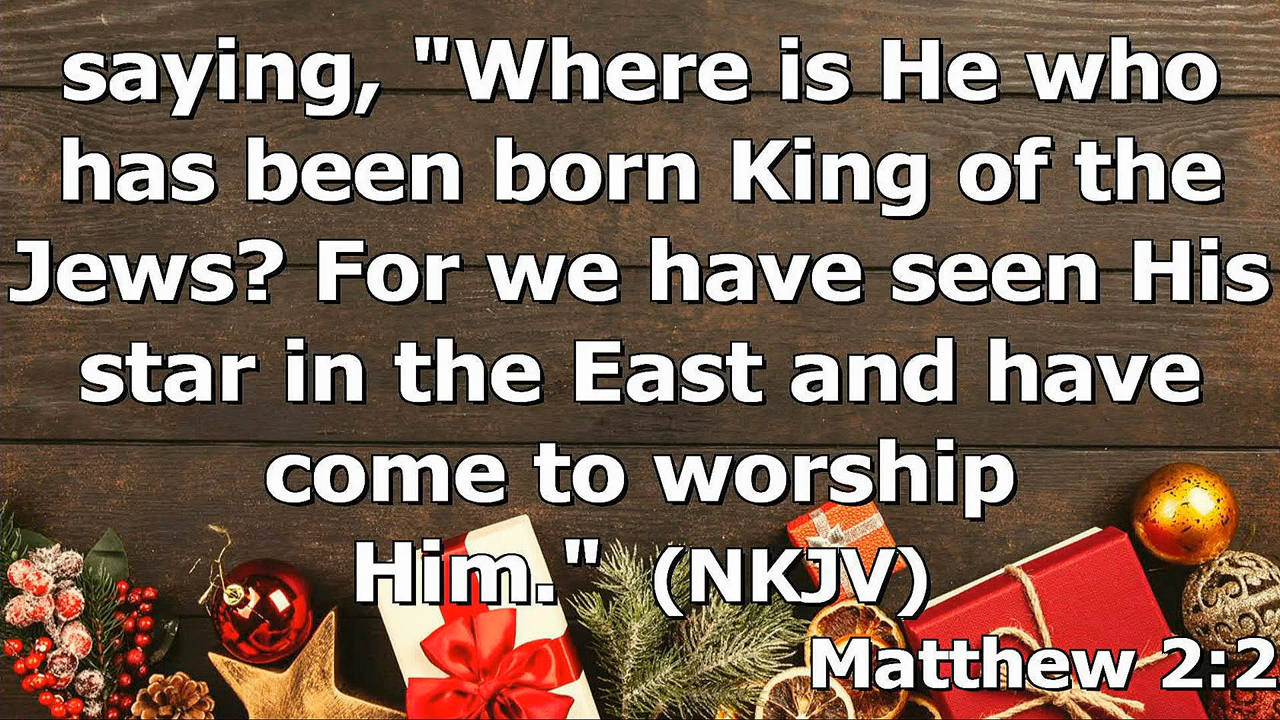 saying, "Where is He who
has been born King of the
Jews? For we have seen His
star in the East and have
come to worship
Him." (NKJV)
Matthew 2:2